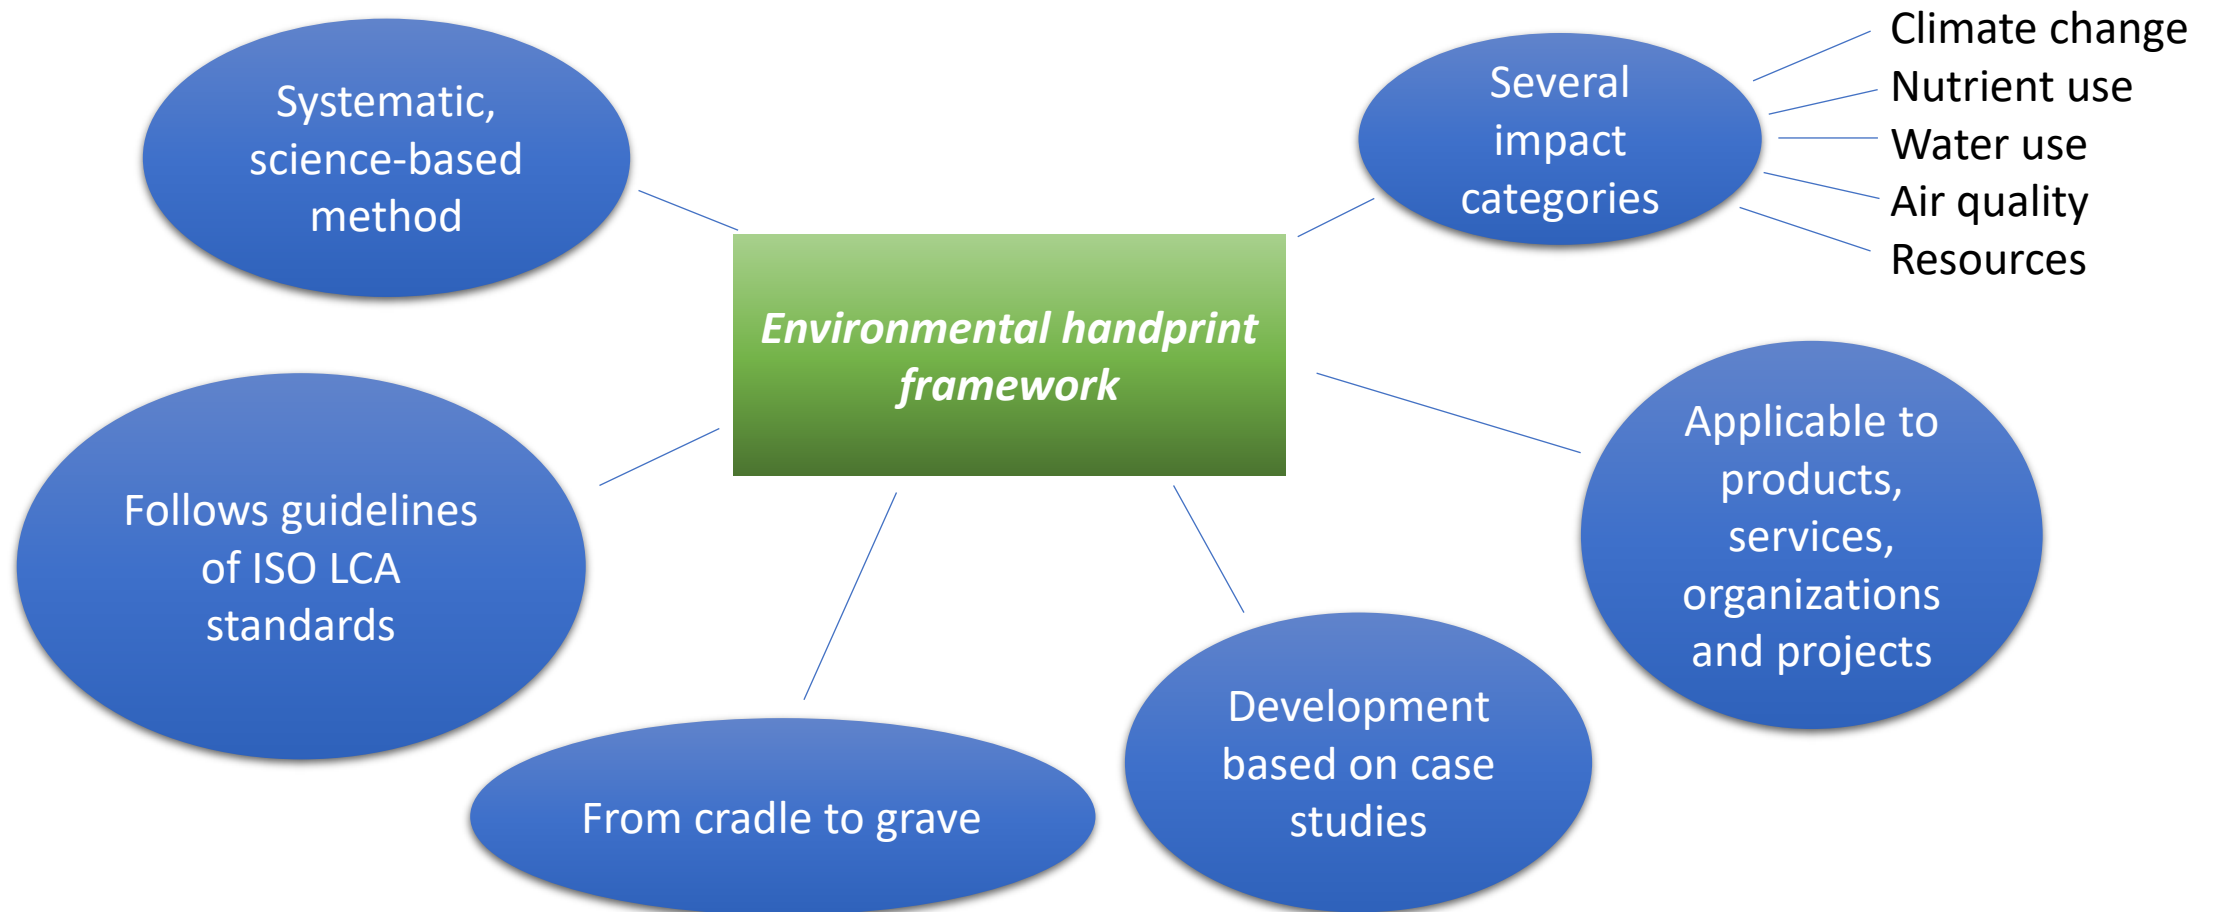 Systematic,
science-based
method
Several
impact
categories
Climate change
Nutrient use
Water use
Air quality
Resources
Environmental handprint
framework
Follows guidelines
of ISO LCA
standards
Applicable to
products,
services,
organizations
and projects
From cradle to grave
Development
based on case
studies